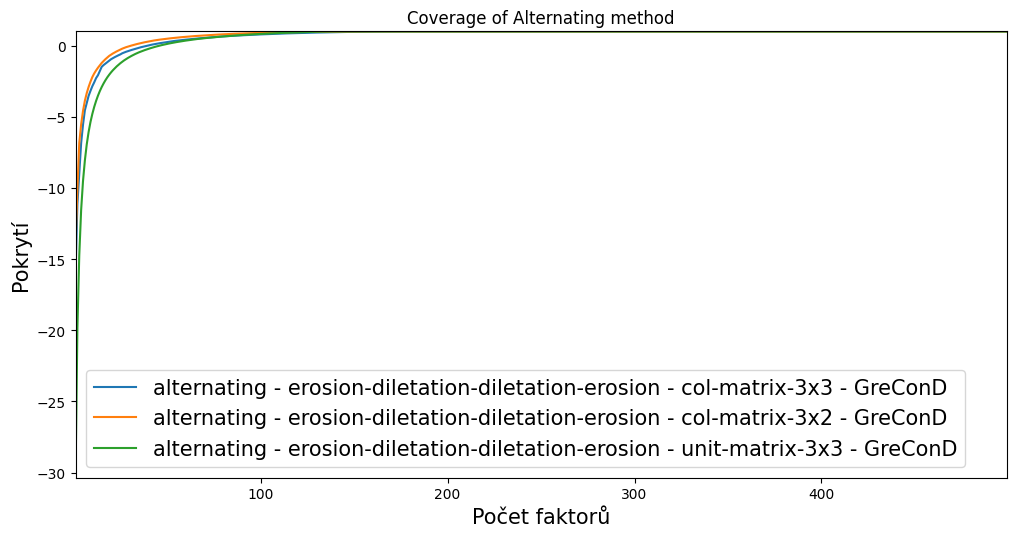 Coverage of Alternating method
0
−5
−10
−15
−20
−25
−30
Pokrytí
alternating - erosion-diletation-diletation-erosion - col-matrix-3x3 - GreConD
alternating - erosion-diletation-diletation-erosion - col-matrix-3x2 - GreConD
alternating - erosion-diletation-diletation-erosion - unit-matrix-3x3 - GreConD
100 200 300 400
Počet faktorů